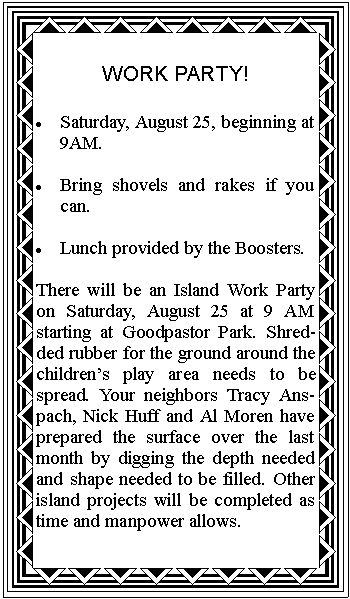 WORK PARTY!
• Saturday, August 25, beginning at
9AM.
• Bring shovels and rakes if you
can.
• Lunch provided by the Boosters.
There will be an Island Work Party
on Saturday, August 25 at 9 AM
starting at Goodpastor Park. Shred-
ded rubber for the ground around the
children's play area needs to be
spread. Your neighbors Tracy Ans-
pach, Nick Huff and Al Moren have
prepared the surface over the last
month by digging the depth needed
and shape needed to be filled. Other
island projects will be completed as
time and manpower allows.